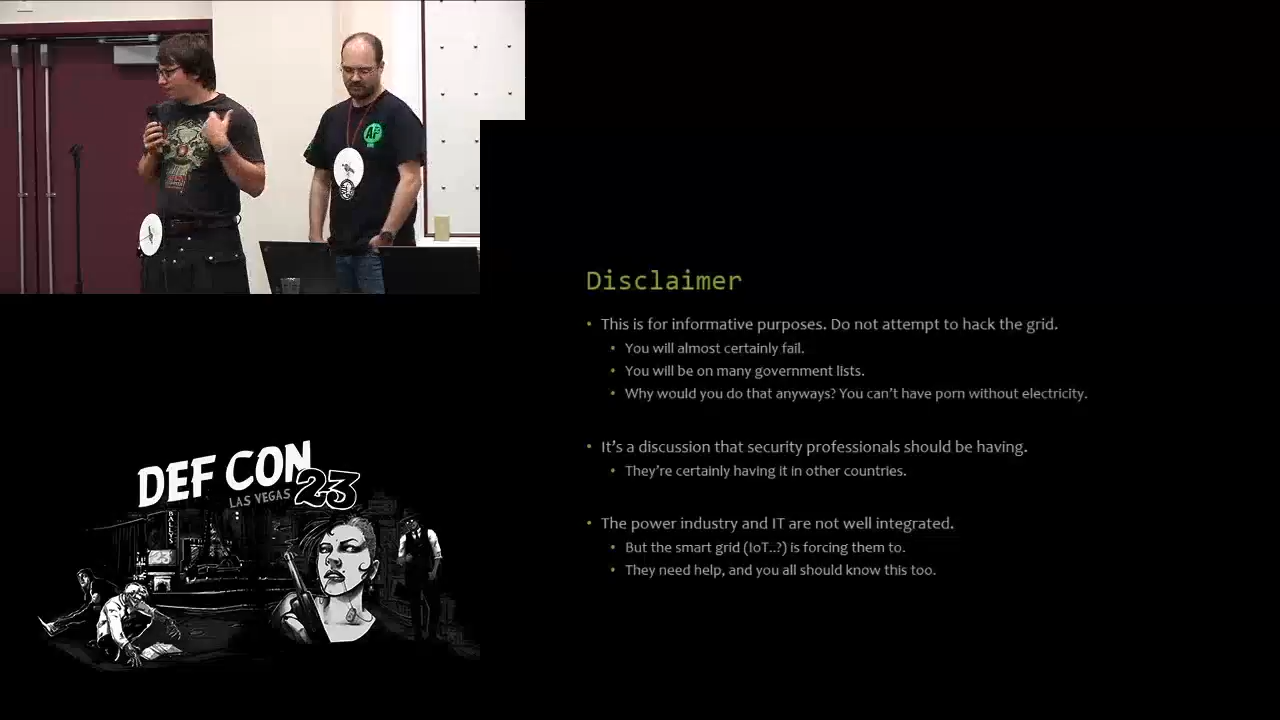 Disclaimer
• This is for informative purposes. Do not attempt to hack the grid.
• You will almost certainly fail.
• You will be on many government lists.
• Why would you do that anyways? You can't have porn without electricity.
• It's a discussion that security professionals should be having.
• They're certainly having it in other countries.
• The power industry and IT are not well integrated.
• But the smart grid (IoT..?) is forcing them to.
• They need help, and you all should know this too.
DEF CON
LAS VEGAS 23
BALLYS
23
AP